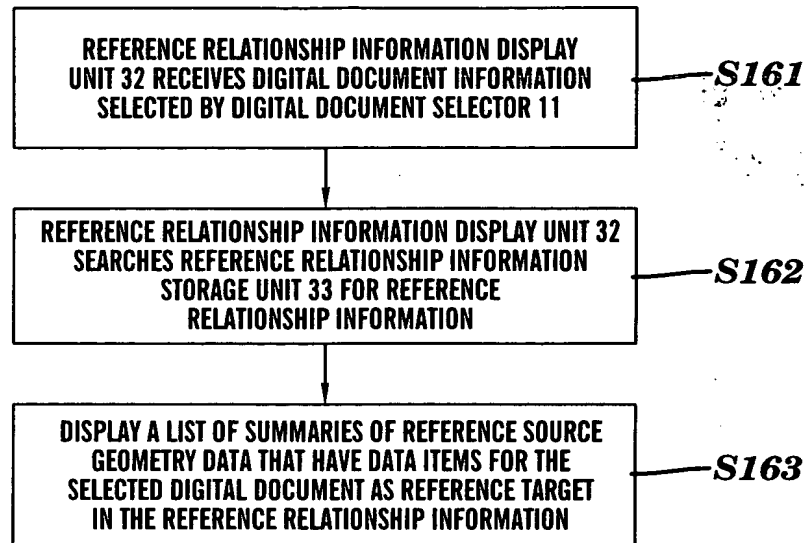 REFERENCE RELATIONSHIP INFORMATION DISPLAY
UNIT 32 RECEIVES DIGITAL DOCUMENT INFORMATION
SELECTED BY DIGITAL DOCUMENT SELECTOR 11
S161
REFERENCE RELATIONSHIP INFORMATION DISPLAY UNIT 32
SEARCHES REFERENCE RELATIONSHIP INFORMATION
STORAGE UNIT 33 FOR REFERENCE
RELATIONSHIP INFORMATION
S162
DISPLAY A LIST OF SUMMARIES OF REFERENCE SOURCE
GEOMETRY DATA THAT HAVE DATA ITEMS FOR THE
SELECTED DIGITAL DOCUMENT AS REFERENCE TARGET
IN THE REFERENCE RELATIONSHIP INFORMATION
S163